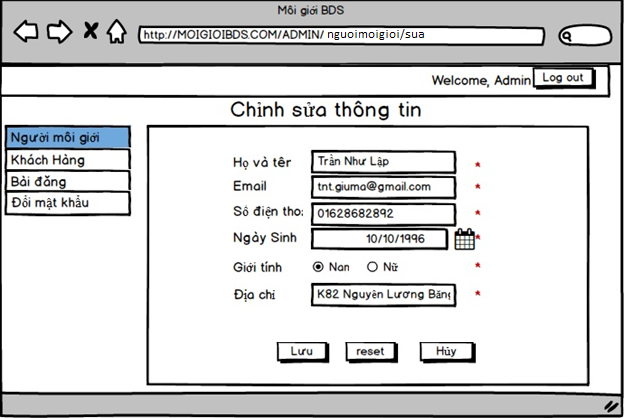 Môi giới BDS
http://MOIGIOIBDS.COM/ADMIN/ nguoimoigioi/sua
Welcome, Admin Log out
Chỉnh sửa thông tin
Người môi giới
Khách Hàng
Bài đăng
Đổi mật khẩu
Họ và têr Trần Như Lập *
Email tnt.giuma@gmail.com *
Số điện tho: 01628682892 *
Ngày Sinh 10/10/1996 *
Giới tính Nan Nữ *
Địa chỉ K82 Nguyễn Lương Bằng *
Lưu reset Hủy